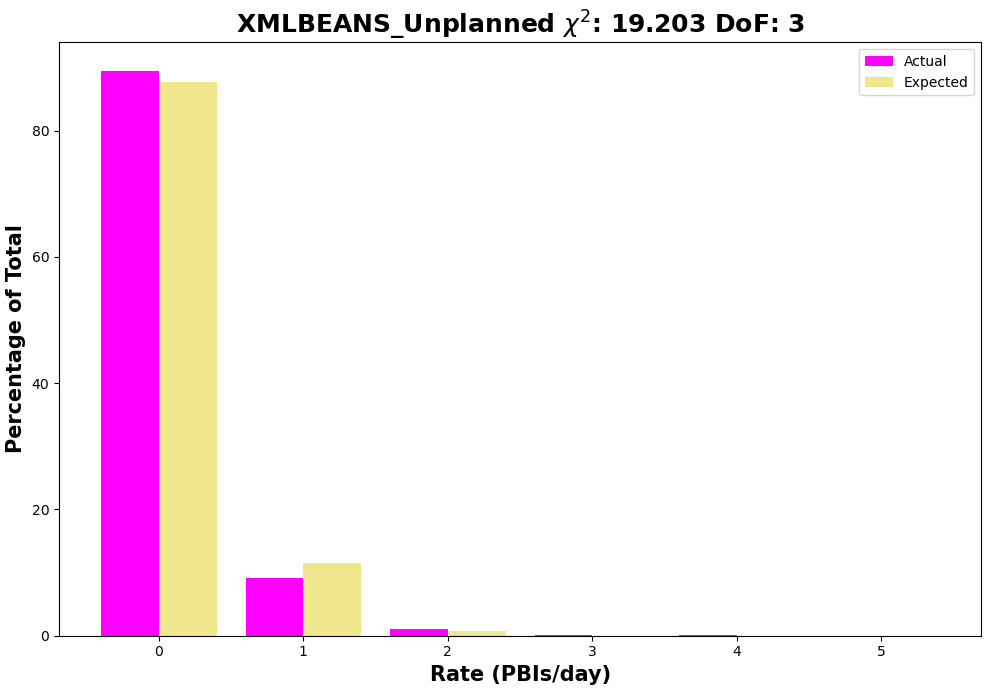 XMLBEANS_Unplanned χ²: 19.203 DoF: 3
Actual
Expected
Percentage of Total
80
60
40
20
0
0 1 2 3 4 5
Rate (PBIs/day)